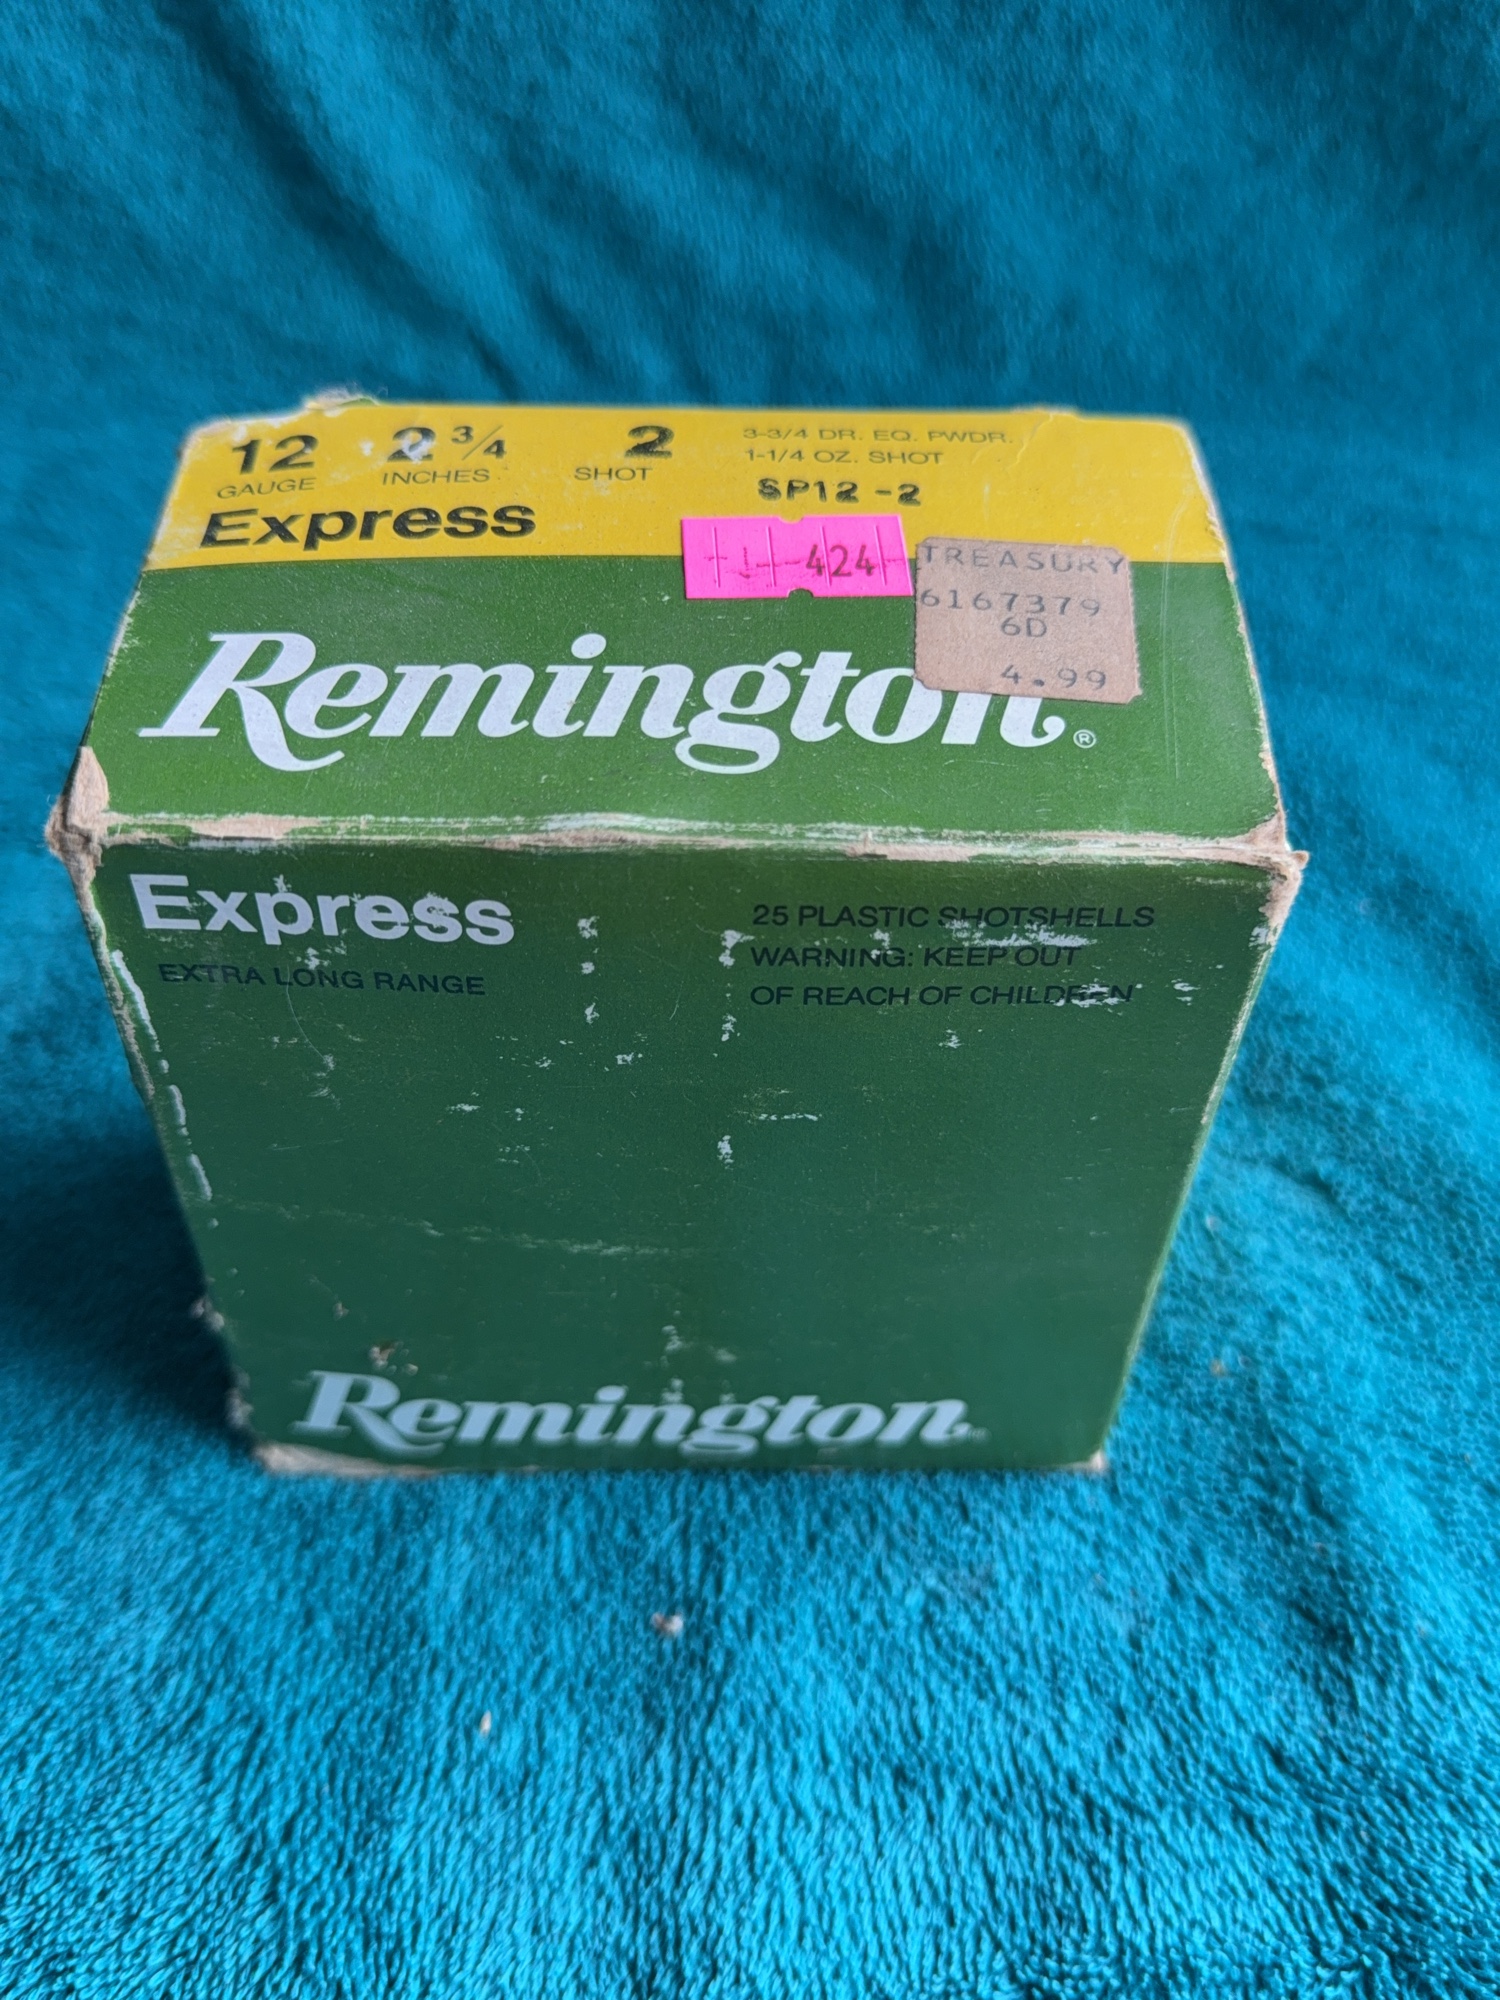 12 2 3/4 2
GAUGE INCHES SHOT
3-3/4 DR. EQ. PWDR.
1-1/4 OZ. SHOT
SP12-2
Express
424
TREASURY
6167379
6D
4.99
Remington®
Express
EXTRA LONG RANGE
25 PLASTIC SHOTSHELLS
WARNING: KEEP OUT
OF REACH OF CHILDREN
Remington